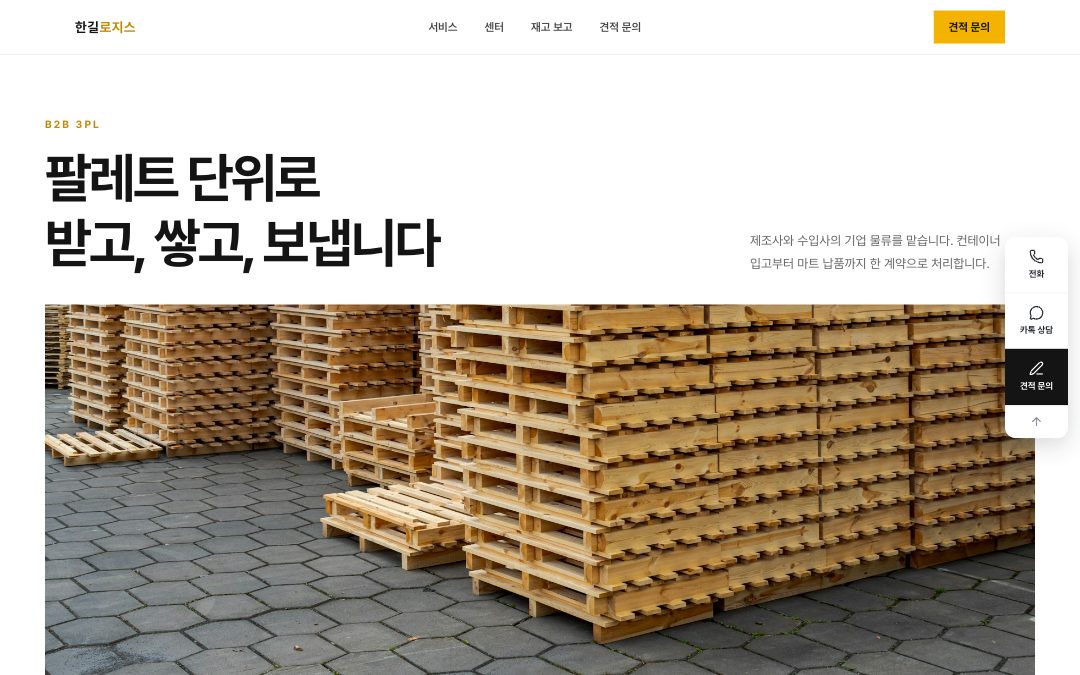 한길로지스
서비스
센터
재고 보고
견적 문의
견적 문의
B2B 3PL
팔레트 단위로
받고, 쌓고, 보냅니다
제조사와 수입사의 기업 물류를 맡습니다. 컨테이너
입고부터 마트 납품까지 한 계약으로 처리합니다.
전화
카톡 상담
견적 문의